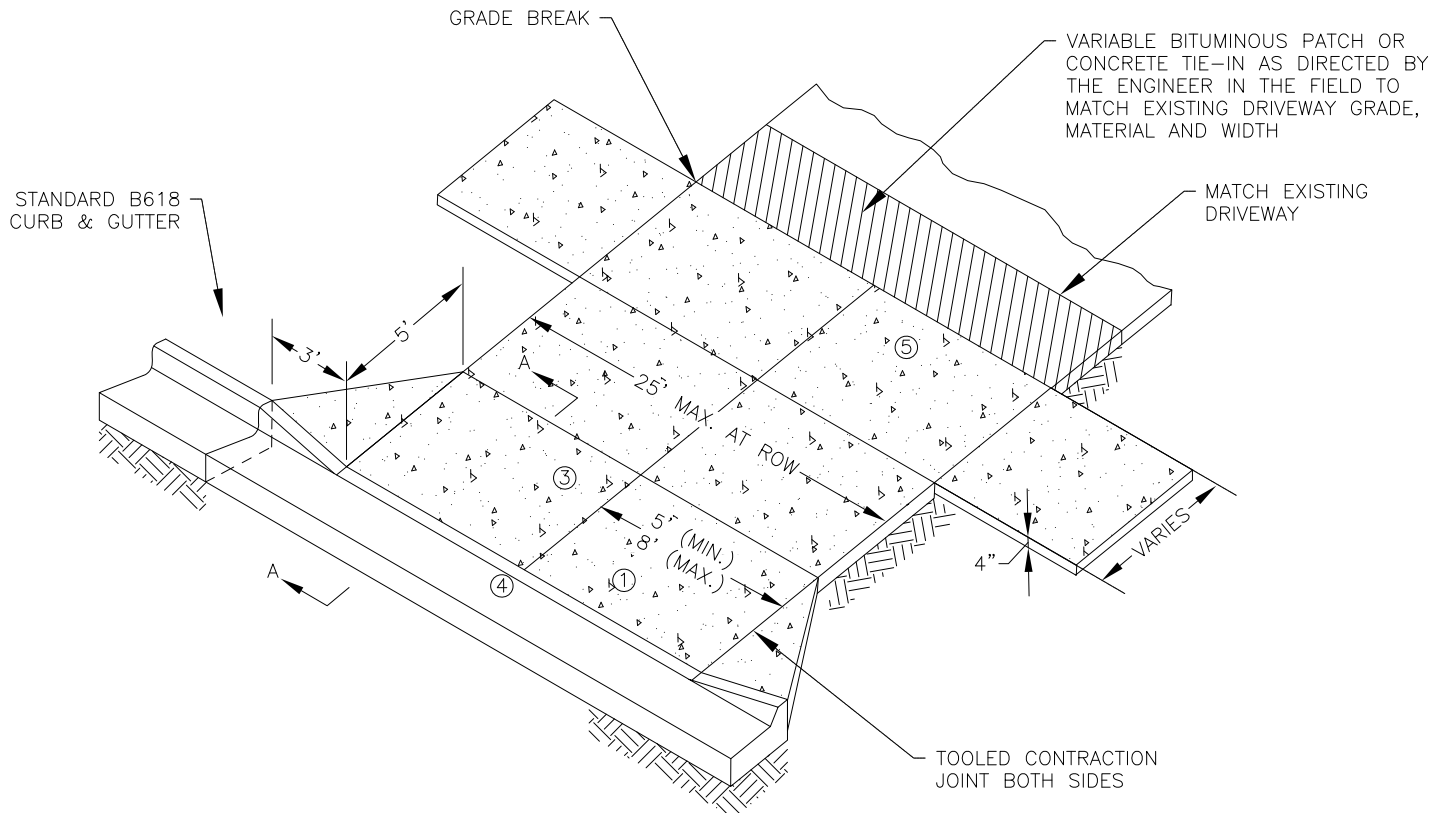 GRADE BREAK
VARIABLE BITUMINOUS PATCH OR
CONCRETE TIE-IN AS DIRECTED BY
THE ENGINEER IN THE FIELD TO
MATCH EXISTING DRIVEWAY GRADE,
MATERIAL AND WIDTH
STANDARD B618
CURB & GUTTER
MATCH EXISTING
DRIVEWAY
5'
3'
A
25' MAX. AT ROW
5
3
5' (MIN.)
8' (MAX.)
1
4
A
4"
VARIES
TOOLED CONTRACTION
JOINT BOTH SIDES